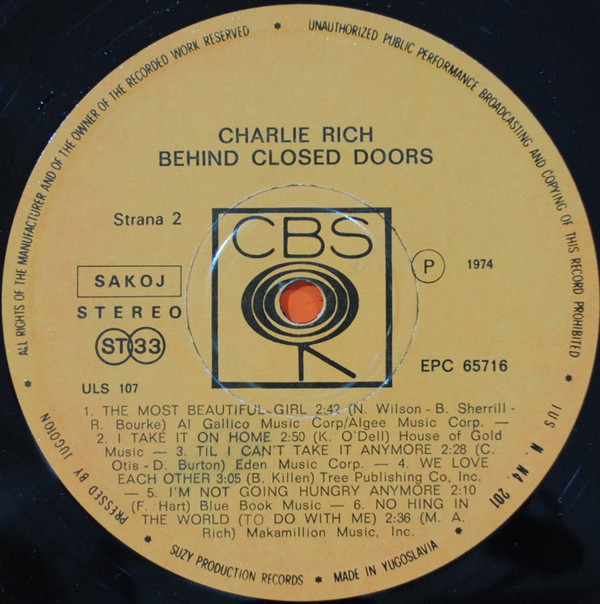 ALL RIGHTS OF THE MANUFACTURER AND OF THE OWNER OF THE RECORDED WORK RESERVED * UNAUTHORIZED PUBLIC PERFORMANCE BROADCASTING AND COPYING OF THIS RECORD PROHIBITED *
CHARLIE RICH
BEHIND CLOSED DOORS
Strana 2
CBS
SAKOJ
STEREO
ST 33
ULS 107
P 1974
EPC 65716
1. THE MOST BEAUTIFUL GIRL 2:42 (N. Wilson - B. Sherrill -
R. Bourke) Al Gallico Music Corp/Algee Music Corp. —
— 2. I TAKE IT ON HOME 2:50 (K. O'Dell) House of Gold
Music — 3. TIL I CAN'T TAKE IT ANYMORE 2:28 (C.
Otis - D. Burton) Eden Music Corp. — 4. WE LOVE
EACH OTHER 3:05 (B. Killen) Tree Publishing Co, Inc.
— 5. I'M NOT GOING HUNGRY ANYMORE 2:10
(F. Hart) Blue Book Music — 6. NO HING IN
THE WORLD (TO DO WITH ME) 2:36 (M. A.
Rich) Makamillion Music, Inc.
* PRESSED BY JUGOTON * SUZY PRODUCTION RECORDS * MADE IN YUGOSLAVIA *
JUS N. N4. 201